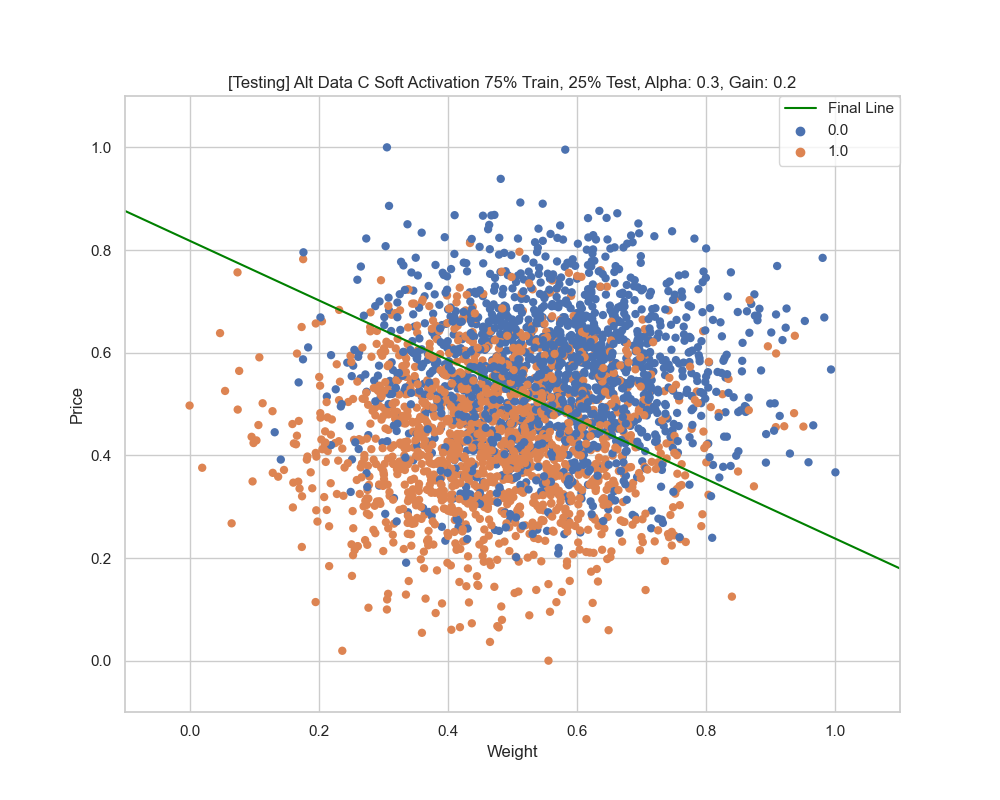 [Testing] Alt Data C Soft Activation 75% Train, 25% Test, Alpha: 0.3, Gain: 0.2
Final Line
0.0
1.0
1.0
0.8
0.6
0.4
0.2
0.0
Price
0.0 0.2 0.4 0.6 0.8 1.0
Weight